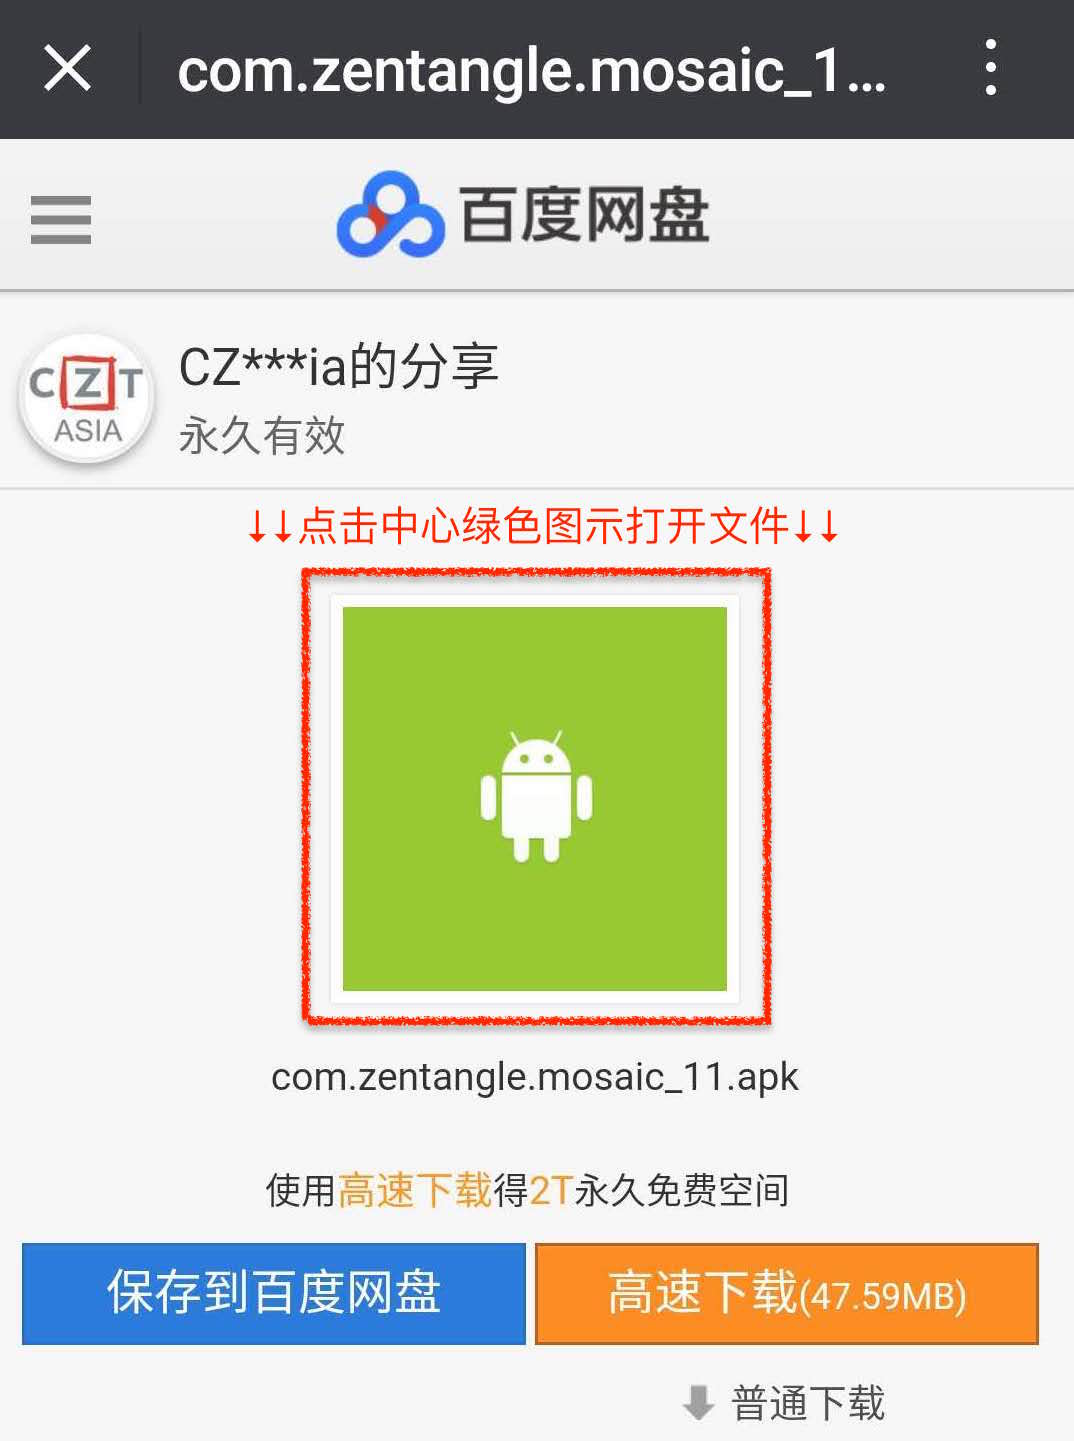 com.zentangle.mosaic_1...
百度网盘
CZT
ASIA
CZ***ia的分享
永久有效
↓↓点击中心绿色图示打开文件↓↓
com.zentangle.mosaic_11.apk
使用高速下载得2T永久免费空间
保存到百度网盘
高速下载(47.59MB)
普通下载